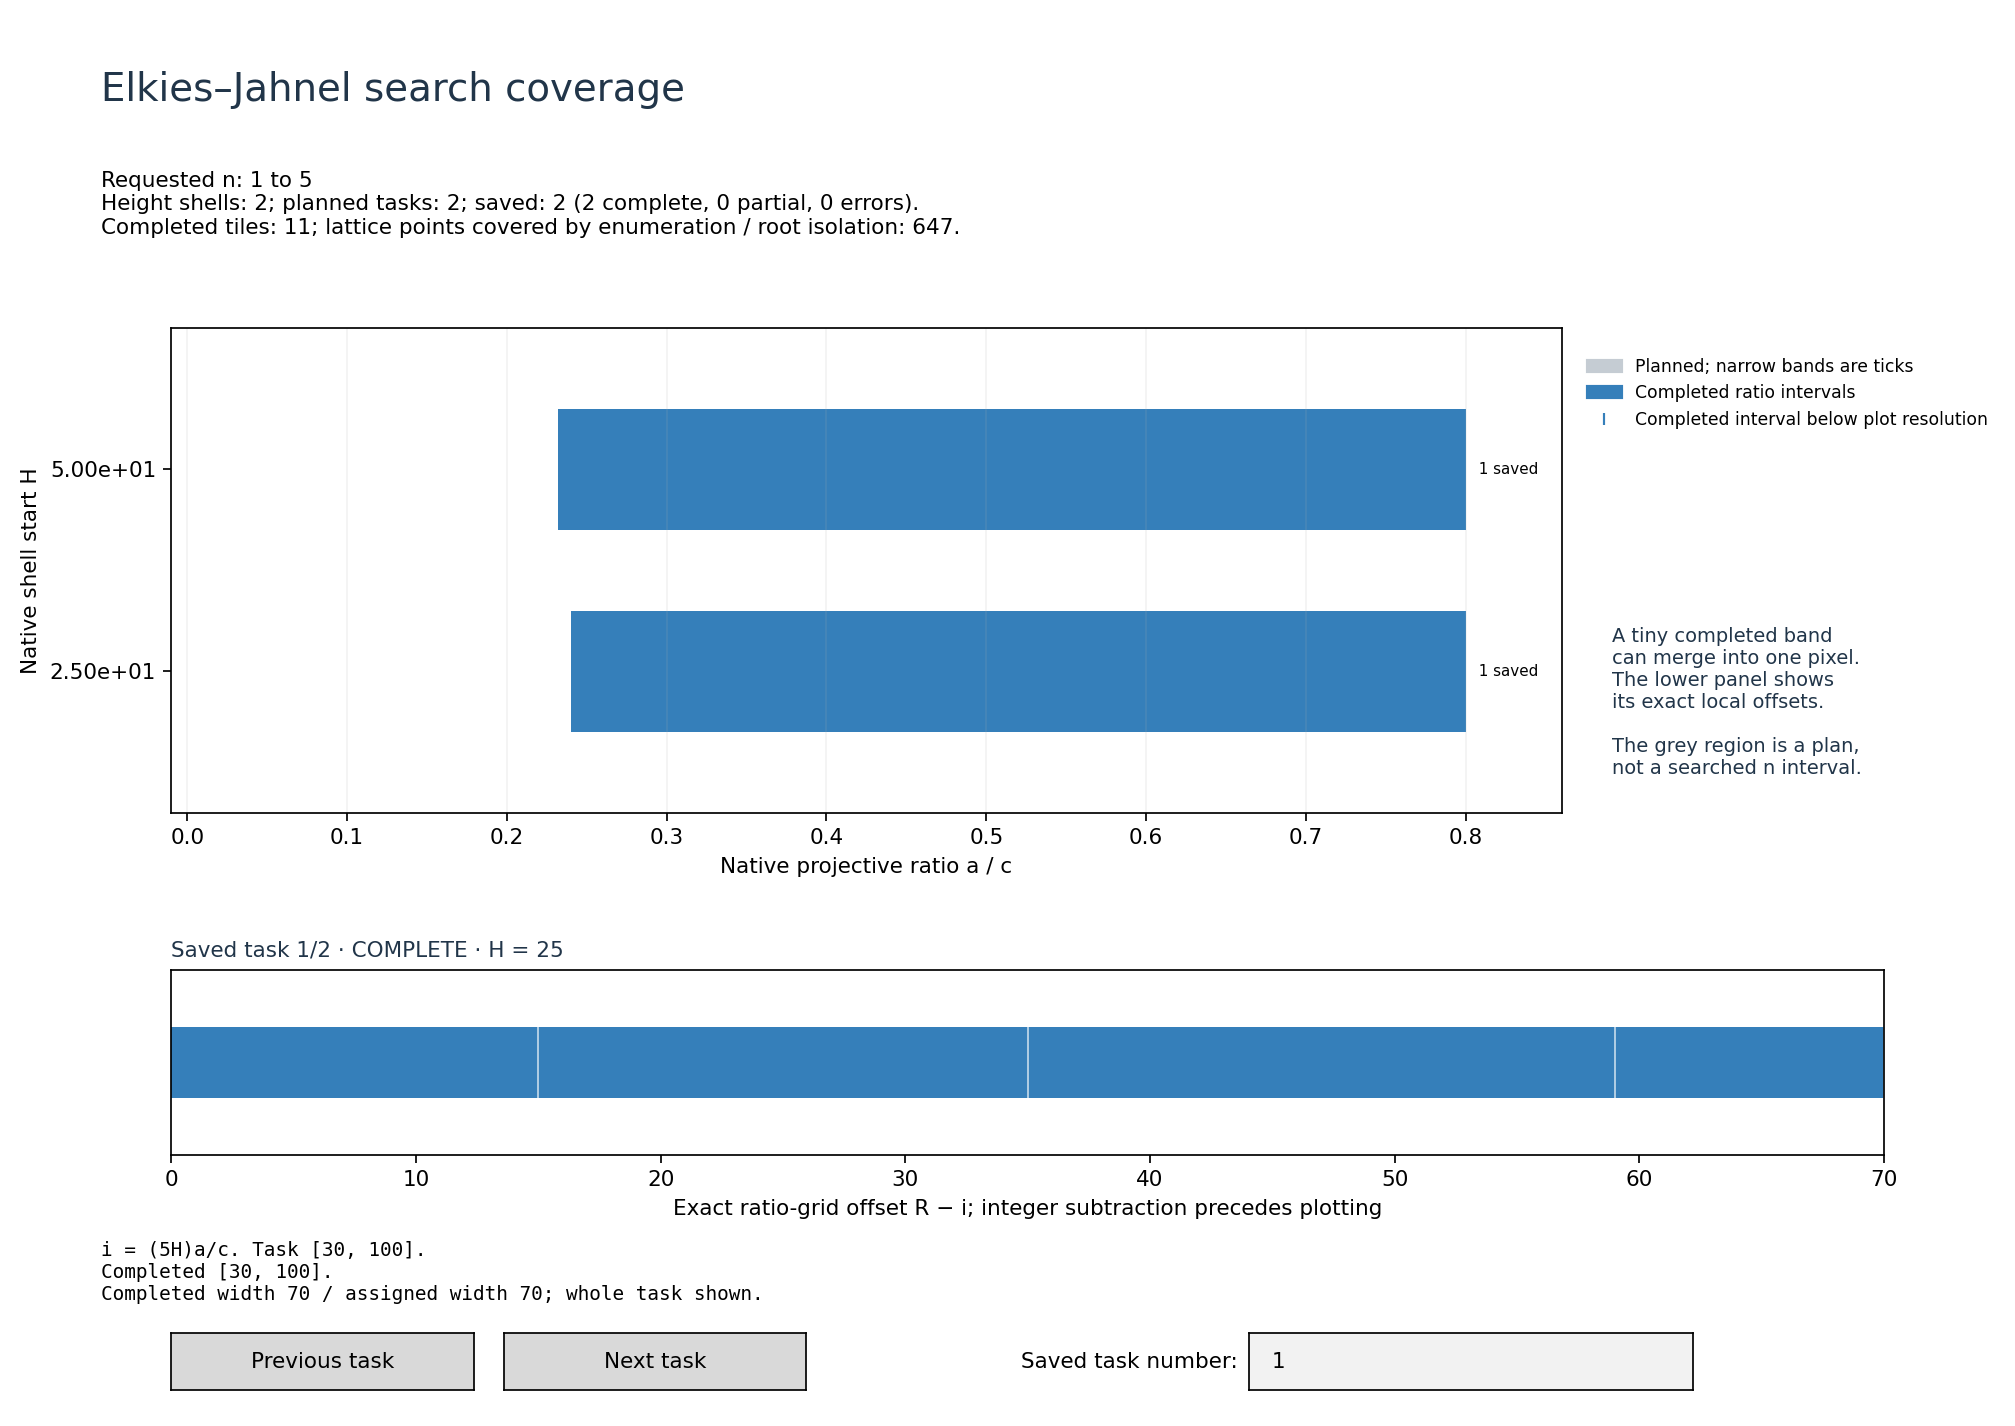 Elkies–Jahnel search coverage
Requested n: 1 to 5
Height shells: 2; planned tasks: 2; saved: 2 (2 complete, 0 partial, 0 errors).
Completed tiles: 11; lattice points covered by enumeration / root isolation: 647.
Planned; narrow bands are ticks
Completed ratio intervals
Completed interval below plot resolution
Native shell start H
5.00e+01
1 saved
2.50e+01
1 saved
A tiny completed band
can merge into one pixel.
The lower panel shows
its exact local offsets.
The grey region is a plan,
not a searched n interval.
0.0 0.1 0.2 0.3 0.4 0.5 0.6 0.7 0.8
Native projective ratio a / c
Saved task 1/2 · COMPLETE · H = 25
0 10 20 30 40 50 60 70
Exact ratio-grid offset R − i; integer subtraction precedes plotting
i = (5H)a/c. Task [30, 100].
Completed [30, 100].
Completed width 70 / assigned width 70; whole task shown.
Previous task
Next task
Saved task number: 1